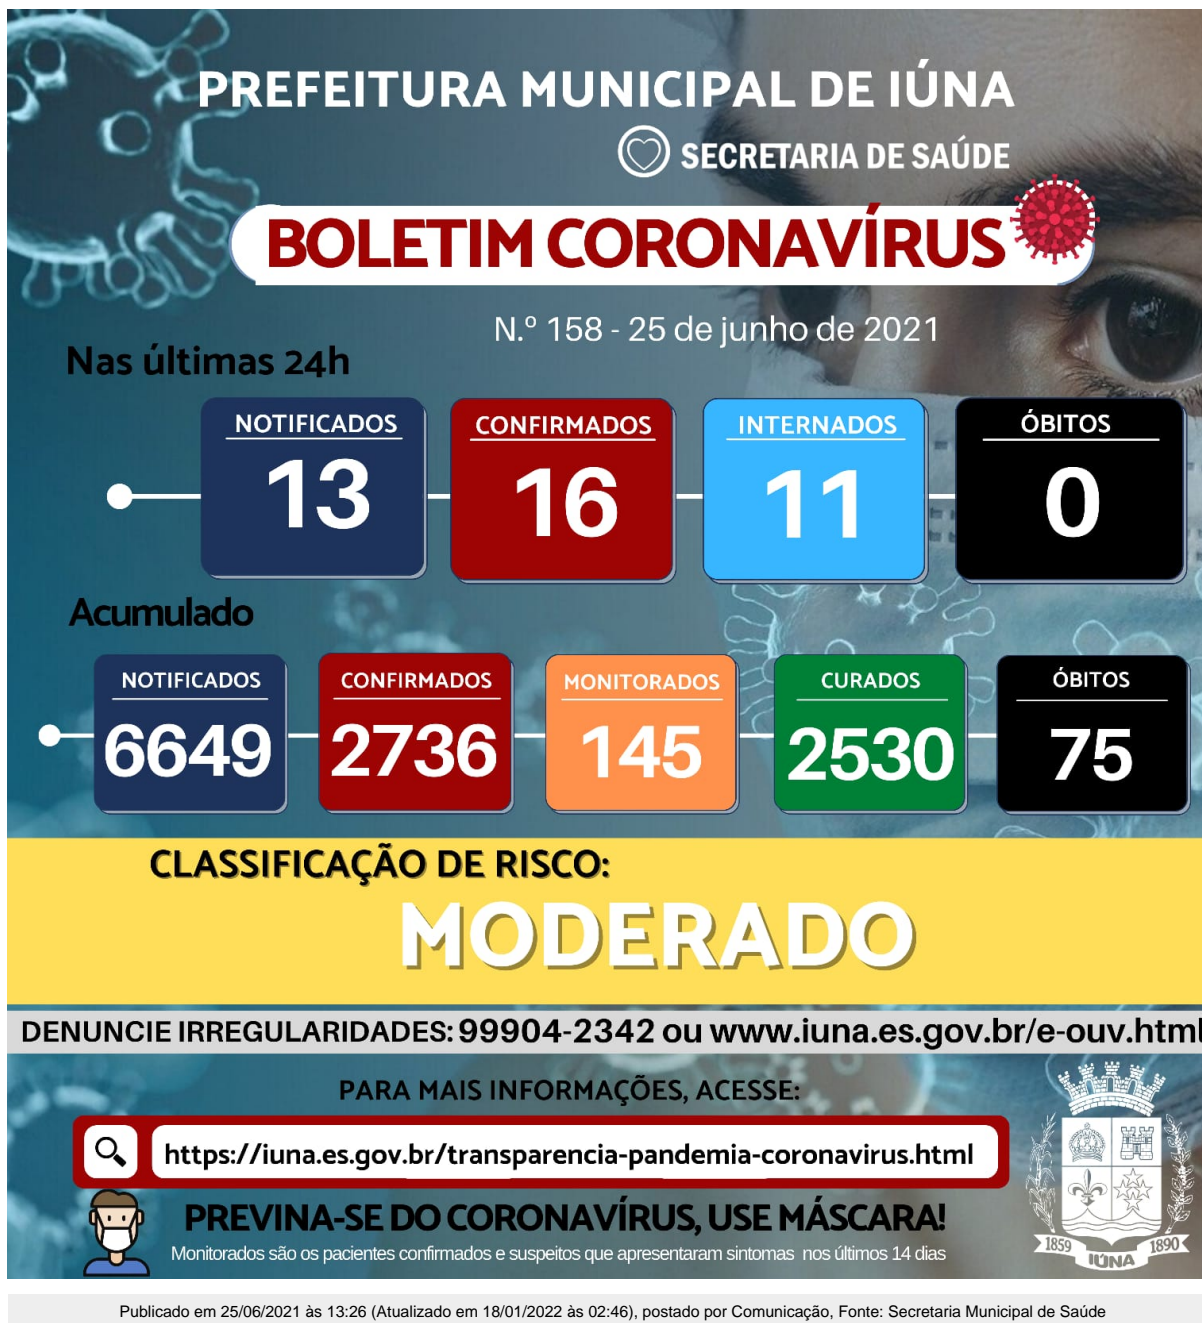 PREFEITURA MUNICIPAL DE IÚNA
SECRETARIA DE SAÚDE
BOLETIM CORONAVÍRUS
N.º 158 - 25 de junho de 2021
Nas últimas 24h
NOTIFICADOS CONFIRMADOS INTERNADOS ÓBITOS
13 16 11 0
Acumulado
NOTIFICADOS CONFIRMADOS MONITORADOS CURADOS ÓBITOS
6649 2736 145 2530 75
CLASSIFICAÇÃO DE RISCO:
MODERADO
DENUNCIE IRREGULARIDADES: 99904-2342 ou www.iuna.es.gov.br/e-ouv.html
PARA MAIS INFORMAÇÕES, ACESSE:
https://iuna.es.gov.br/transparencia-pandemia-coronavirus.html
PREVINA-SE DO CORONAVÍRUS, USE MÁSCARA!
Monitorados são os pacientes confirmados e suspeitos que apresentaram sintomas nos últimos 14 dias
1859 IÚNA 1890
Publicado em 25/06/2021 às 13:26 (Atualizado em 18/01/2022 às 02:46), postado por Comunicação, Fonte: Secretaria Municipal de Saúde